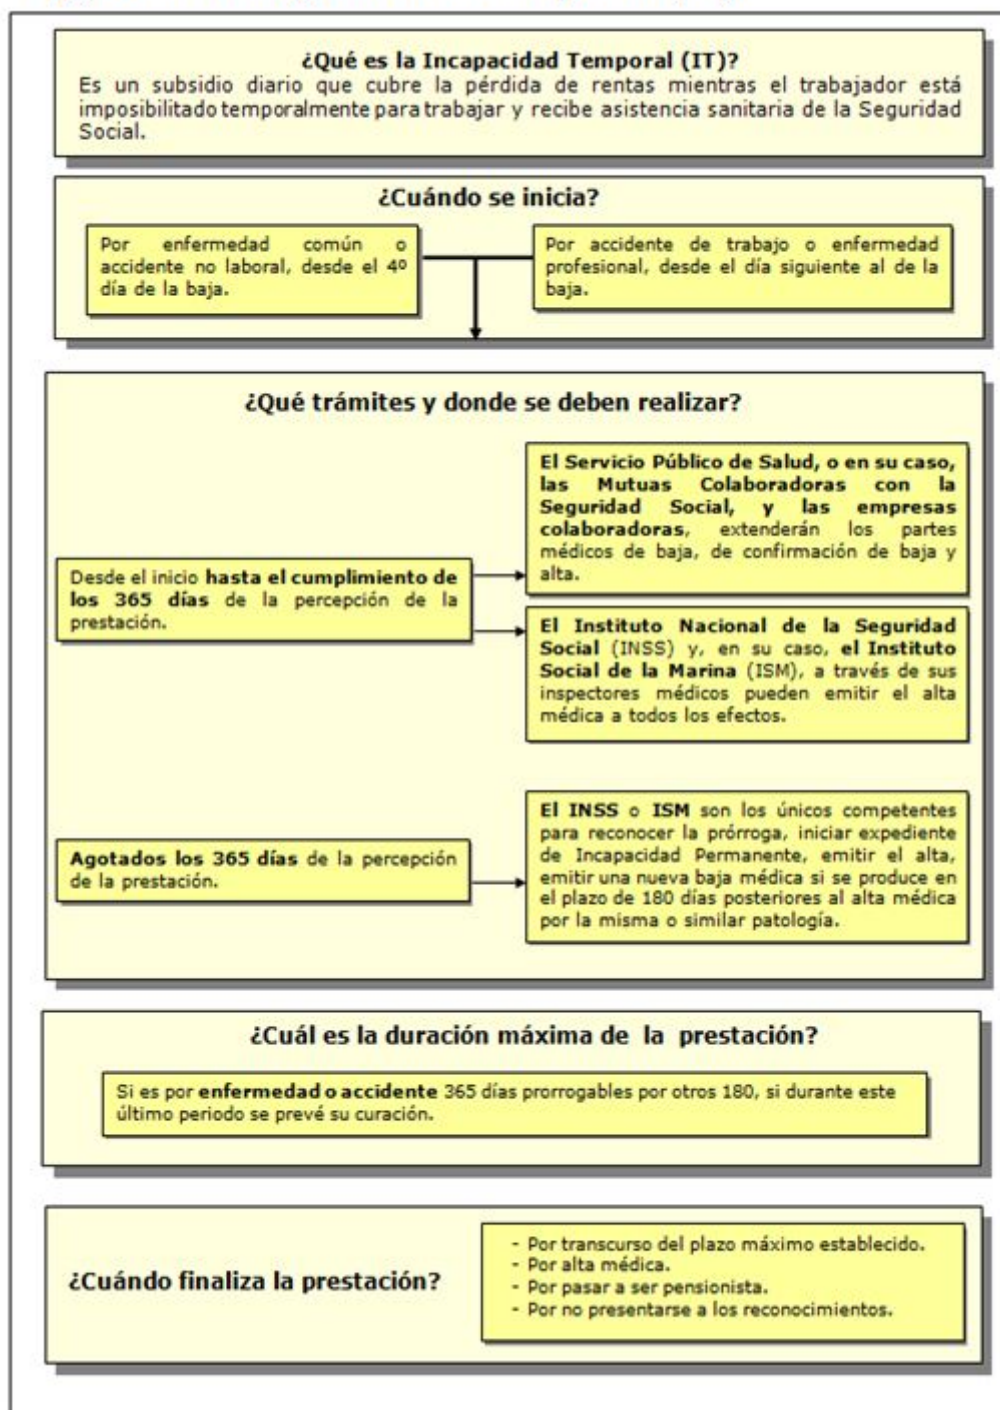 ¿Qué es la Incapacidad Temporal (IT)?
Es un subsidio diario que cubre la pérdida de rentas mientras el trabajador está
imposibilitado temporalmente para trabajar y recibe asistencia sanitaria de la Seguridad
Social.
¿Cuándo se inicia?
Por enfermedad común o
accidente no laboral, desde el 4º
día de la baja.
Por accidente de trabajo o enfermedad
profesional, desde el día siguiente al de la
baja.
¿Qué trámites y donde se deben realizar?
Desde el inicio hasta el cumplimiento de
los 365 días de la percepción de la
prestación.
El Servicio Público de Salud, o en su caso,
las Mutuas Colaboradoras con la
Seguridad Social, y las empresas
colaboradoras, extenderán los partes
médicos de baja, de confirmación de baja y
alta.
El Instituto Nacional de la Seguridad
Social (INSS) y, en su caso, el Instituto
Social de la Marina (ISM), a través de sus
inspectores médicos pueden emitir el alta
médica a todos los efectos.
Agotados los 365 días de la percepción
de la prestación.
El INSS o ISM son los únicos competentes
para reconocer la prórroga, iniciar expediente
de Incapacidad Permanente, emitir el alta,
emitir una nueva baja médica si se produce en
el plazo de 180 días posteriores al alta médica
por la misma o similar patología.
¿Cuál es la duración máxima de la prestación?
Si es por enfermedad o accidente 365 días prorrogables por otros 180, si durante este
último periodo se prevé su curación.
¿Cuándo finaliza la prestación?
- Por transcurso del plazo máximo establecido.
- Por alta médica.
- Por pasar a ser pensionista.
- Por no presentarse a los reconocimientos.